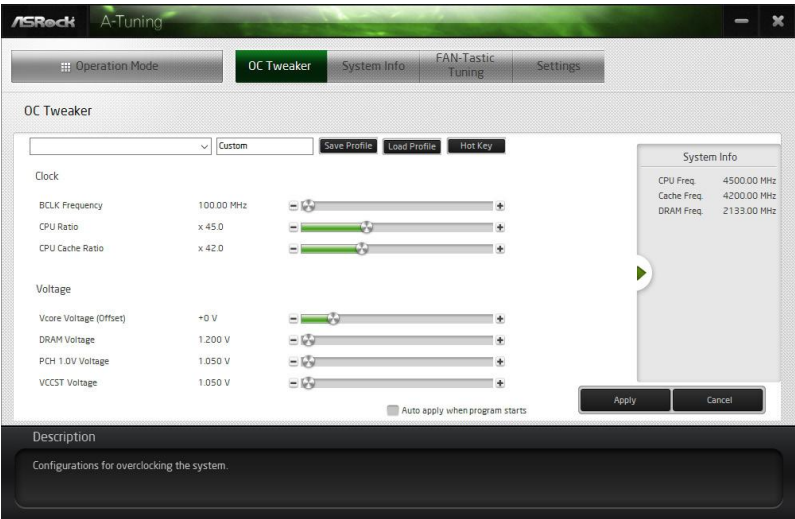 ASRock A-Tuning
Operation Mode
OC Tweaker
System Info
FAN-Tastic
Tuning
Settings
OC Tweaker
Custom
Save Profile
Load Profile
Hot Key
Clock
BCLK Frequency 100.00 MHz
CPU Ratio x 45.0
CPU Cache Ratio x 42.0
Voltage
Vcore Voltage (Offset) +0 V
DRAM Voltage 1.200 V
PCH 1.0V Voltage 1.050 V
VCCST Voltage 1.050 V
Auto apply when program starts
System Info
CPU Freq. 4500.00 MHz
Cache Freq. 4200.00 MHz
DRAM Freq. 2133.00 MHz
Apply
Cancel
Description
Configurations for overclocking the system.